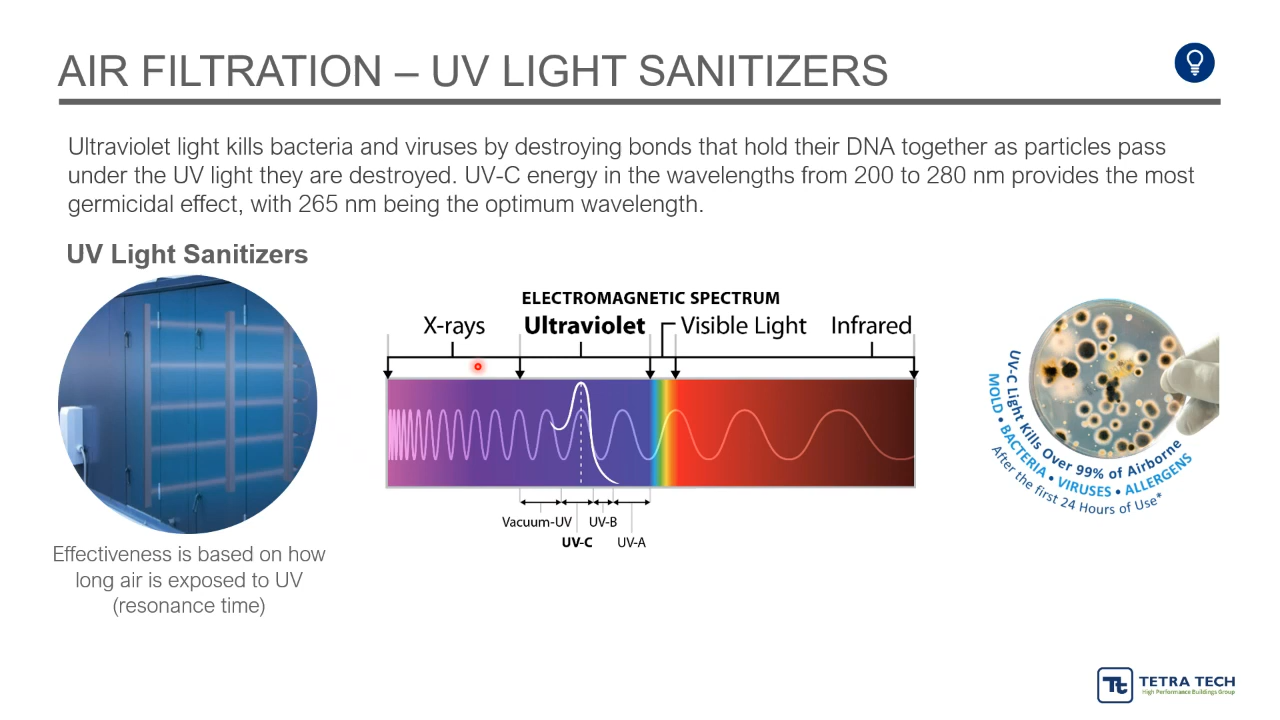 AIR FILTRATION – UV LIGHT SANITIZERS
Ultraviolet light kills bacteria and viruses by destroying bonds that hold their DNA together as particles pass
under the UV light they are destroyed. UV-C energy in the wavelengths from 200 to 280 nm provides the most
germicidal effect, with 265 nm being the optimum wavelength.
UV Light Sanitizers
Effectiveness is based on how
long air is exposed to UV
(resonance time)
ELECTROMAGNETIC SPECTRUM
X-rays Ultraviolet Visible Light Infrared
Vacuum-UV UV-B
UV-C UV-A
UV-C Light Kills Over 99% of Airborne
MOLD • BACTERIA • VIRUSES • ALLERGENS
After the first 24 Hours of Use*
Tt TETRA TECH
High Performance Buildings Group